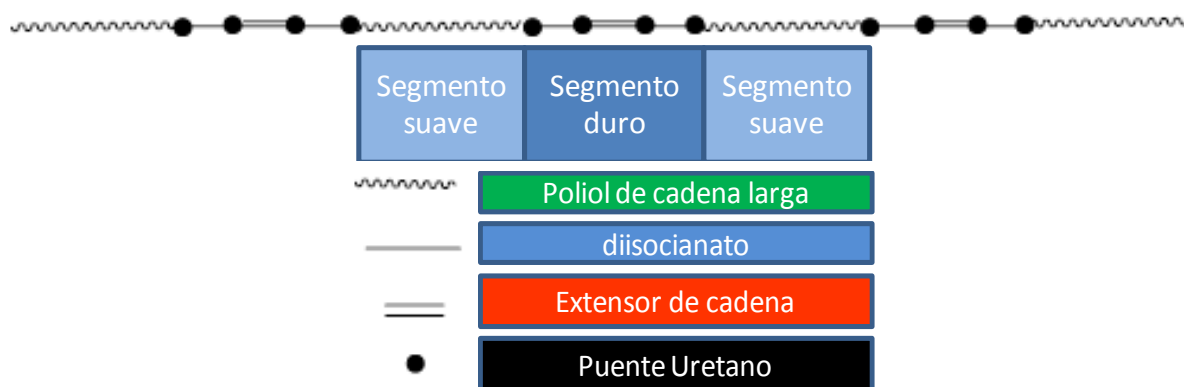 Segmento
suave
Segmento
duro
Segmento
suave
Poliol de cadena larga
diisocianato
Extensor de cadena
Puente Uretano